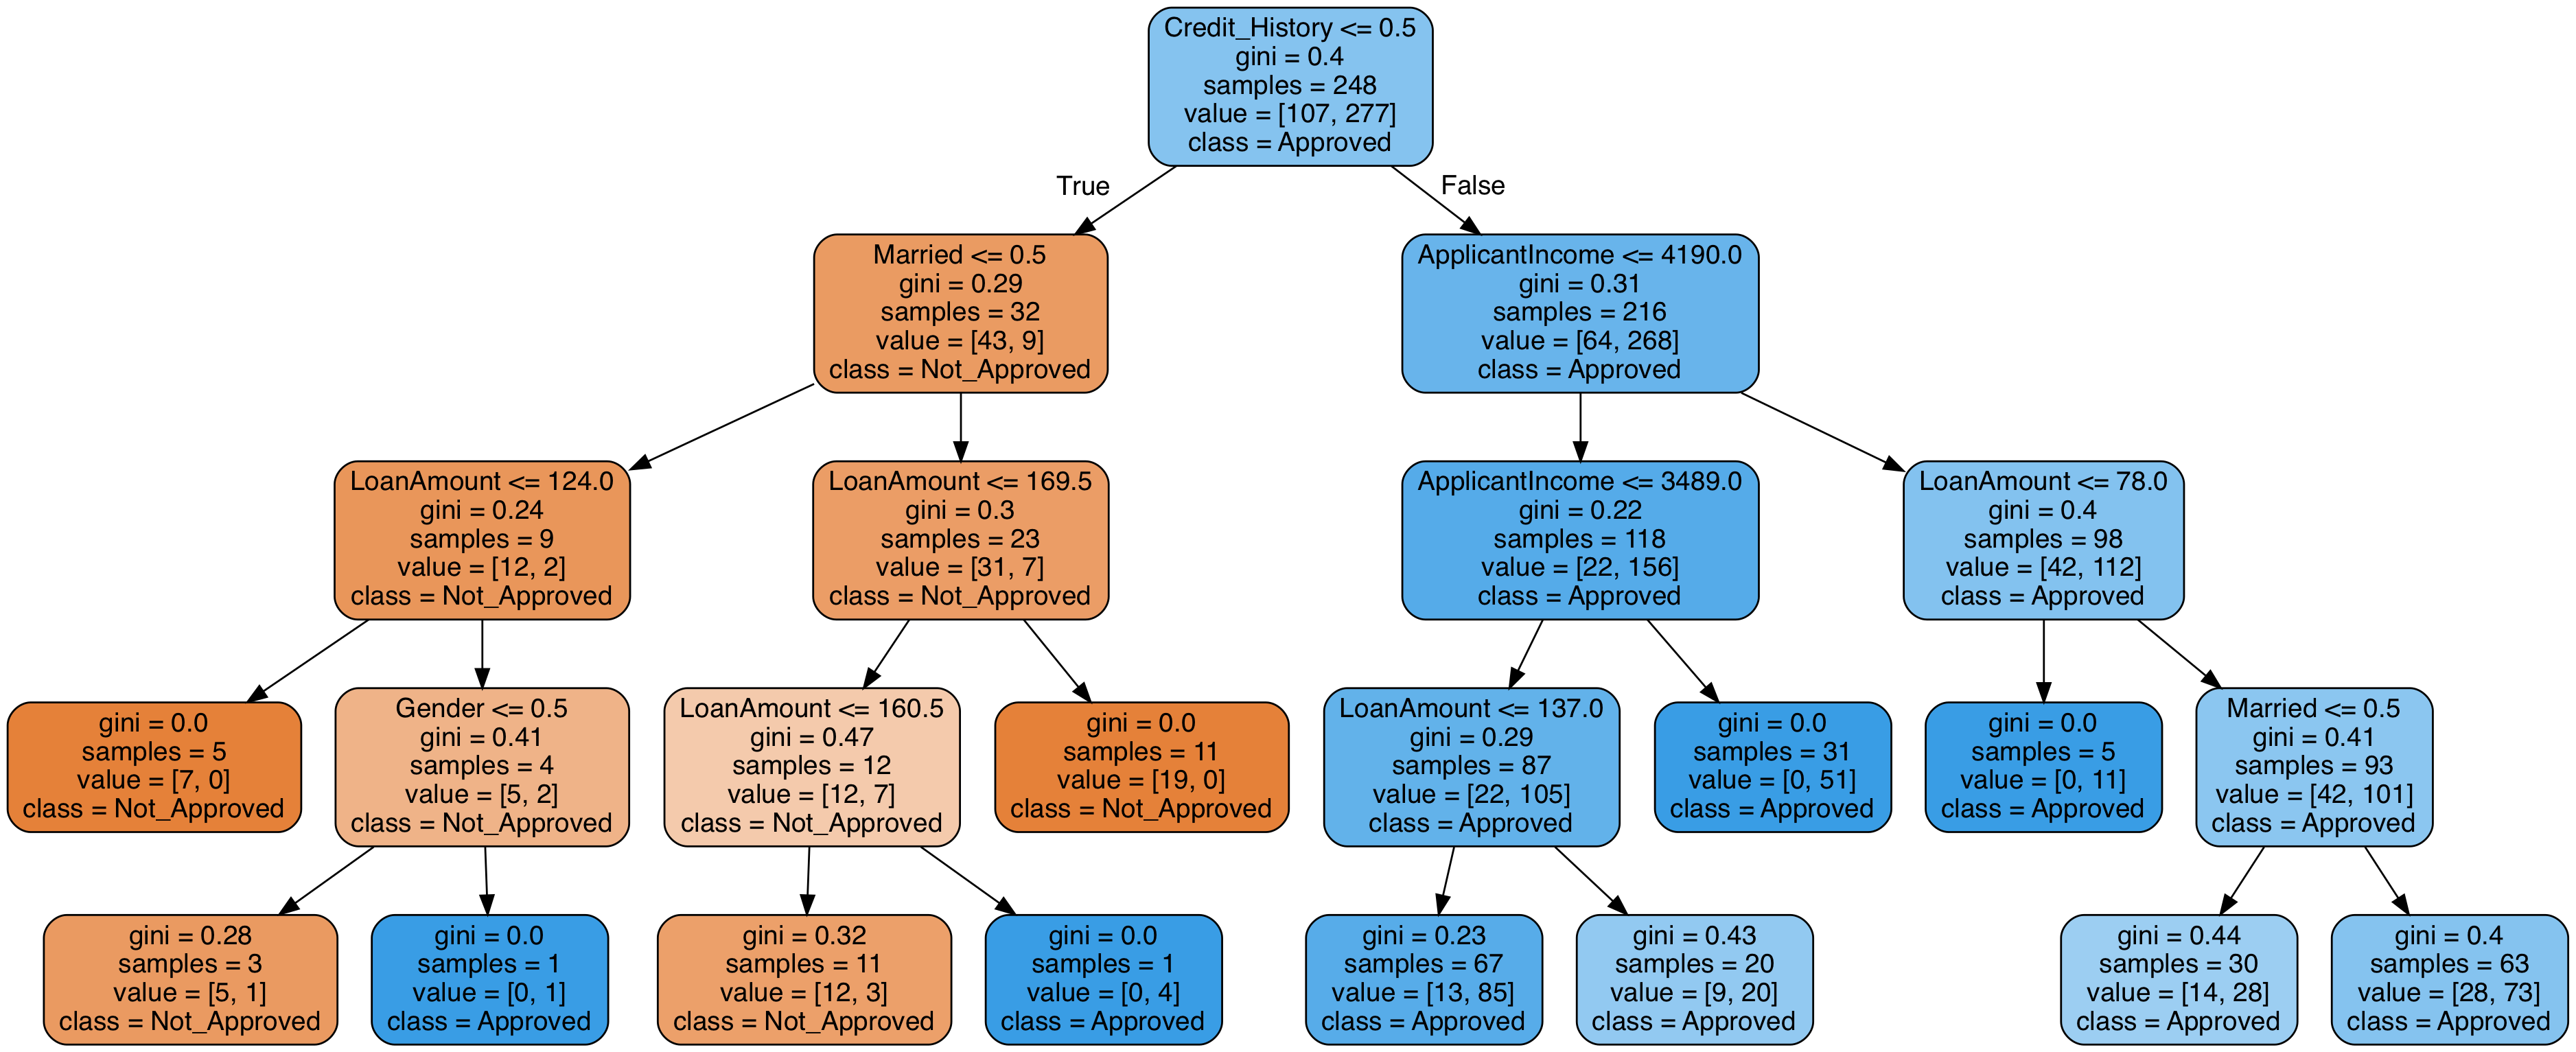 Credit_History <= 0.5
gini = 0.4
samples = 248
value = [107, 277]
class = Approved
True
False
Married <= 0.5
gini = 0.29
samples = 32
value = [43, 9]
class = Not_Approved
ApplicantIncome <= 4190.0
gini = 0.31
samples = 216
value = [64, 268]
class = Approved
LoanAmount <= 124.0
gini = 0.24
samples = 9
value = [12, 2]
class = Not_Approved
LoanAmount <= 169.5
gini = 0.3
samples = 23
value = [31, 7]
class = Not_Approved
ApplicantIncome <= 3489.0
gini = 0.22
samples = 118
value = [22, 156]
class = Approved
LoanAmount <= 78.0
gini = 0.4
samples = 98
value = [42, 112]
class = Approved
gini = 0.0
samples = 5
value = [7, 0]
class = Not_Approved
Gender <= 0.5
gini = 0.41
samples = 4
value = [5, 2]
class = Not_Approved
LoanAmount <= 160.5
gini = 0.47
samples = 12
value = [12, 7]
class = Not_Approved
gini = 0.0
samples = 11
value = [19, 0]
class = Not_Approved
LoanAmount <= 137.0
gini = 0.29
samples = 87
value = [22, 105]
class = Approved
gini = 0.0
samples = 31
value = [0, 51]
class = Approved
gini = 0.0
samples = 5
value = [0, 11]
class = Approved
Married <= 0.5
gini = 0.41
samples = 93
value = [42, 101]
class = Approved
gini = 0.28
samples = 3
value = [5, 1]
class = Not_Approved
gini = 0.0
samples = 1
value = [0, 1]
class = Approved
gini = 0.32
samples = 11
value = [12, 3]
class = Not_Approved
gini = 0.0
samples = 1
value = [0, 4]
class = Approved
gini = 0.23
samples = 67
value = [13, 85]
class = Approved
gini = 0.43
samples = 20
value = [9, 20]
class = Approved
gini = 0.44
samples = 30
value = [14, 28]
class = Approved
gini = 0.4
samples = 63
value = [28, 73]
class = Approved